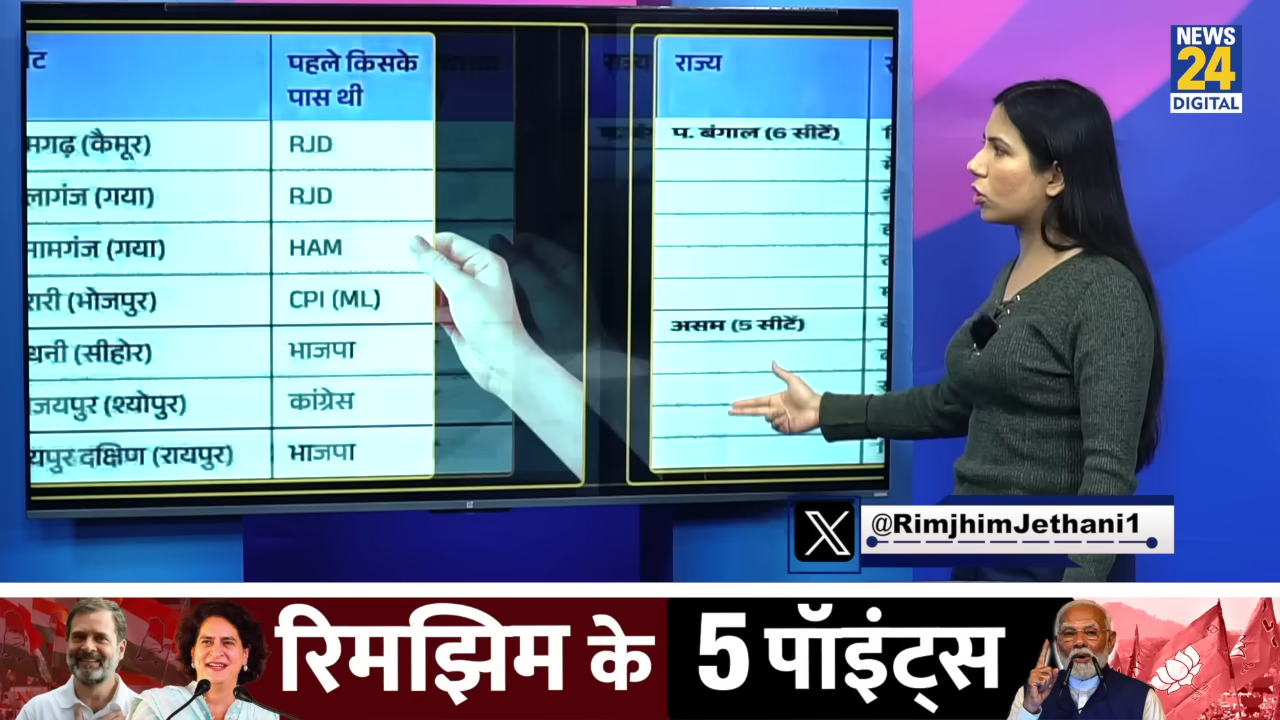 NEWS
24
DIGITAL
पहले किसके
पास थी
राज्य
(कैमूर)
RJD
प. बंगाल (6 सीटें)
(गया)
RJD
(गया)
HAM
(भोजपुर)
CPI (ML)
असम (5 सीटें)
(सीहोर)
भाजपा
(श्योपुर)
कांग्रेस
दक्षिण (रायपुर)
भाजपा
@RimjhimJethani1
रिमझिम के 5 पॉइंट्स